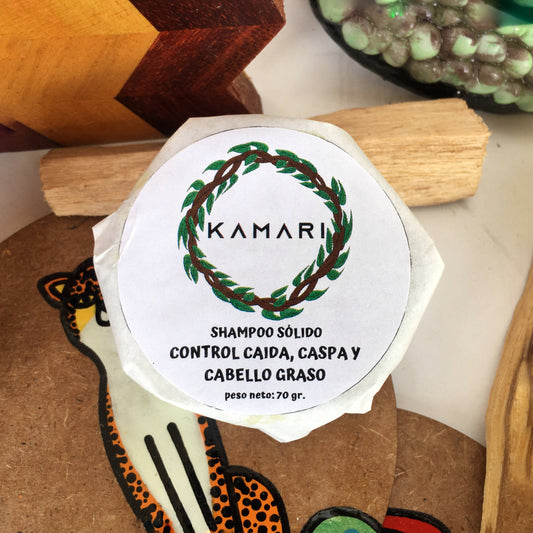 KAMARI
SHAMPOO SÓLIDO
CONTROL CAIDA, CASPA Y
CABELLO GRASO
peso neto: 70 gr.